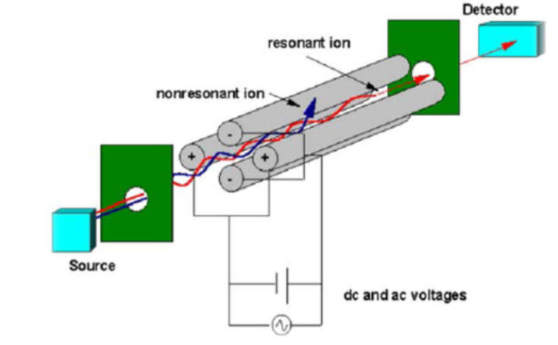 Detector
resonant ion
nonresonant ion
-
+
+
-
Source
dc and ac voltages